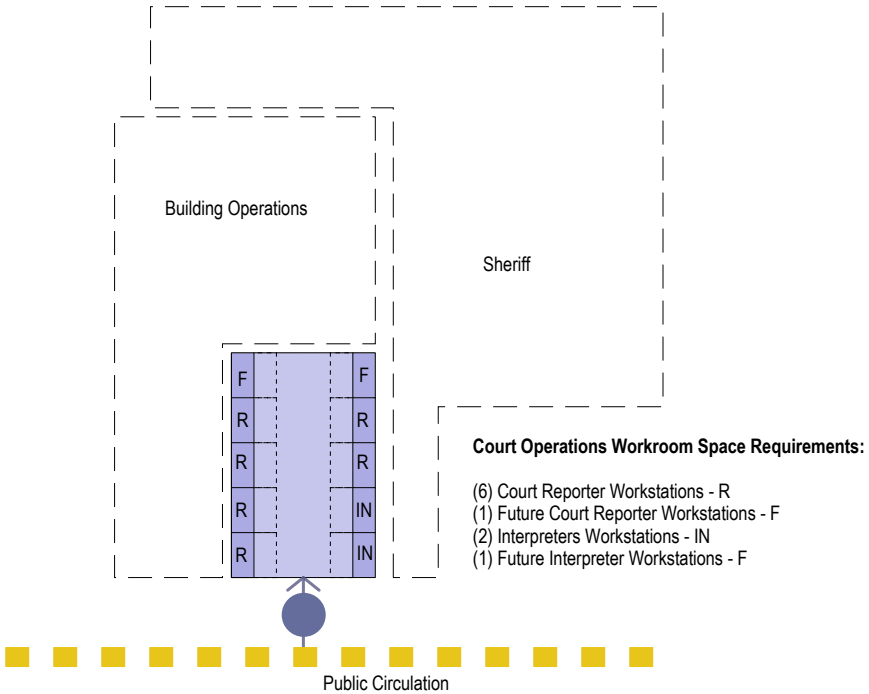 Building Operations
Sheriff
F F
R R
R R
R IN
R IN
Court Operations Workroom Space Requirements:
(6) Court Reporter Workstations - R
(1) Future Court Reporter Workstations - F
(2) Interpreters Workstations - IN
(1) Future Interpreter Workstations - F
Public Circulation